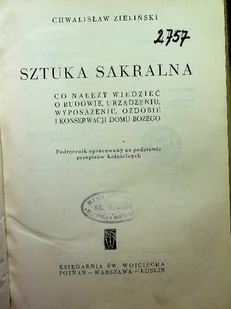 CHWALISŁAW ZIELIŃSKI
2757
SZTUKA SAKRALNA
CO NALEŻY WIEDZIEĆ
O BUDOWIE, URZĄDZENIU,
WYPOSAŻENIU, OZDOBIE
I KONSERWACJI DOMU BOŻEGO
Podręcznik opracowany na podstawie
przepisów kościelnych
KSIĘGARNIA ŚW. WOJCIECHA
POZNAŃ — WARSZAWA — LUBLIN